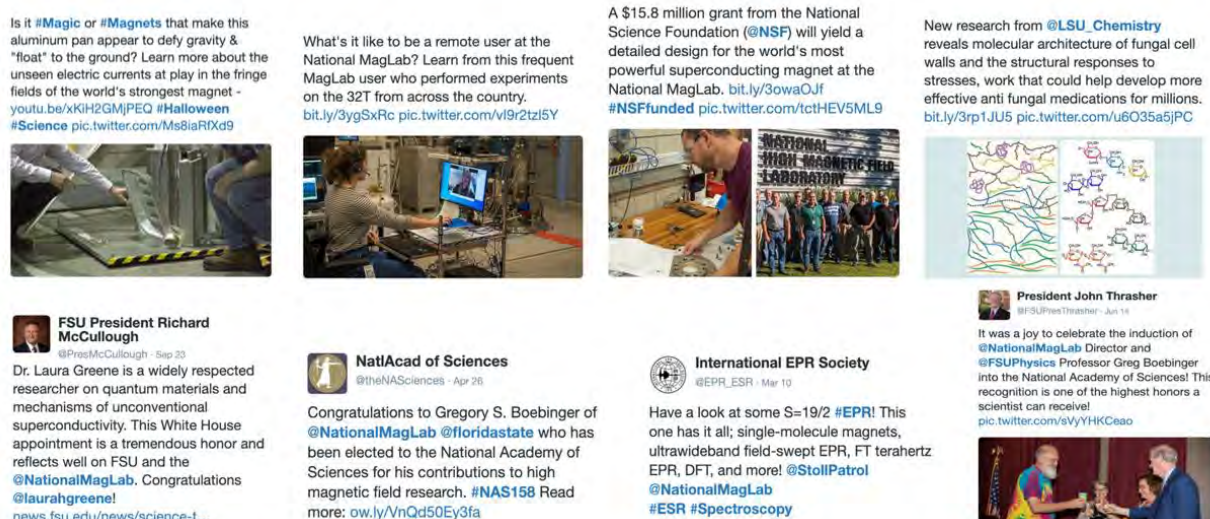 Is it #Magic or #Magnets that make this
aluminum pan appear to defy gravity &
"float" to the ground? Learn more about the
unseen electric currents at play in the fringe
fields of the world's strongest magnet -
youtu.be/xKiH2GMjPEQ #Halloween
#Science pic.twitter.com/Ms8iaRfXd9
What's it like to be a remote user at the
National MagLab? Learn from this frequent
MagLab user who performed experiments
on the 32T from across the country.
bit.ly/3ygSxRc pic.twitter.com/vl9r2tzI5Y
A $15.8 million grant from the National
Science Foundation (@NSF) will yield a
detailed design for the world's most
powerful superconducting magnet at the
National MagLab. bit.ly/3owaOJf
#NSFfunded pic.twitter.com/tctHEV5ML9
NATIONAL
HIGH MAGNETIC FIELD
LABORATORY
New research from @LSU_Chemistry
reveals molecular architecture of fungal cell
walls and the structural responses to
stresses, work that could help develop more
effective anti fungal medications for millions.
bit.ly/3rp1JU5 pic.twitter.com/u6O35a5jPC
FSU President Richard
McCullough
@PresMcCullough · Sep 23
Dr. Laura Greene is a widely respected
researcher on quantum materials and
mechanisms of unconventional
superconductivity. This White House
appointment is a tremendous honor and
reflects well on FSU and the
@NationalMagLab. Congratulations
@laurahgreene!
news.fsu.edu/news/science-t...
NatlAcad of Sciences
@theNASciences · Apr 26
Congratulations to Gregory S. Boebinger of
@NationalMagLab @floridastate who has
been elected to the National Academy of
Sciences for his contributions to high
magnetic field research. #NAS158 Read
more: ow.ly/VnQd50Ey3fa
International EPR Society
@EPR_ESR · Mar 10
Have a look at some S=19/2 #EPR! This
one has it all; single-molecule magnets,
ultrawideband field-swept EPR, FT terahertz
EPR, DFT, and more! @StollPatrol
@NationalMagLab
#ESR #Spectroscopy
President John Thrasher
@FSUPresThrasher · Jun 14
It was a joy to celebrate the induction of
@NationalMagLab Director and
@FSUPhysics Professor Greg Boebinger
into the National Academy of Sciences! This
recognition is one of the highest honors a
scientist can receive!
pic.twitter.com/sVyYHKCeao